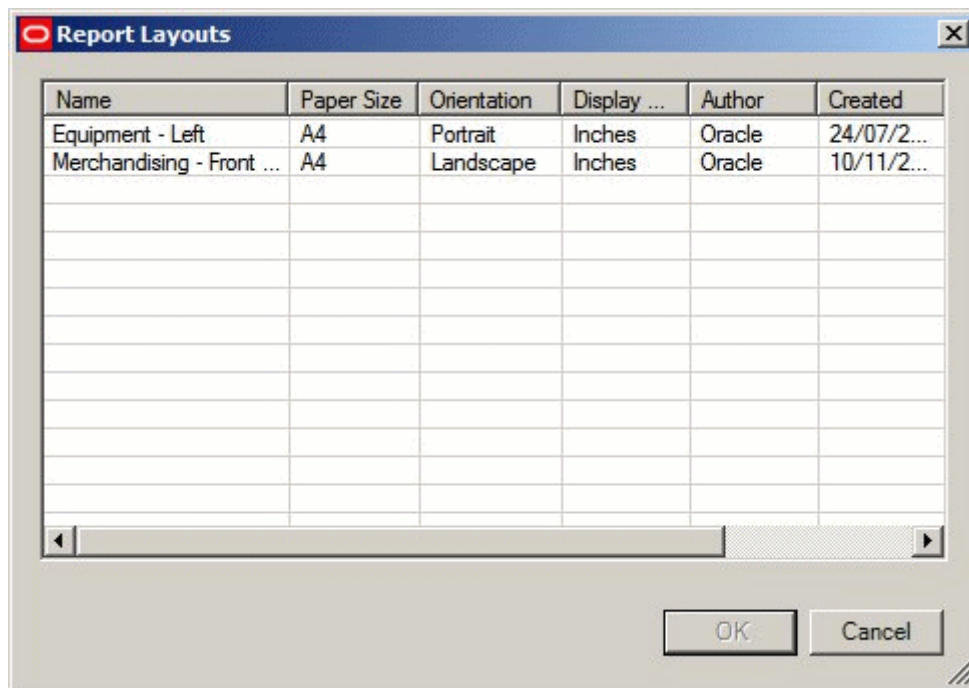 Report Layouts
Name Paper Size Orientation Display ... Author Created
Equipment - Left A4 Portrait Inches Oracle 24/07/2...
Merchandising - Front ... A4 Landscape Inches Oracle 10/11/2...
OK Cancel